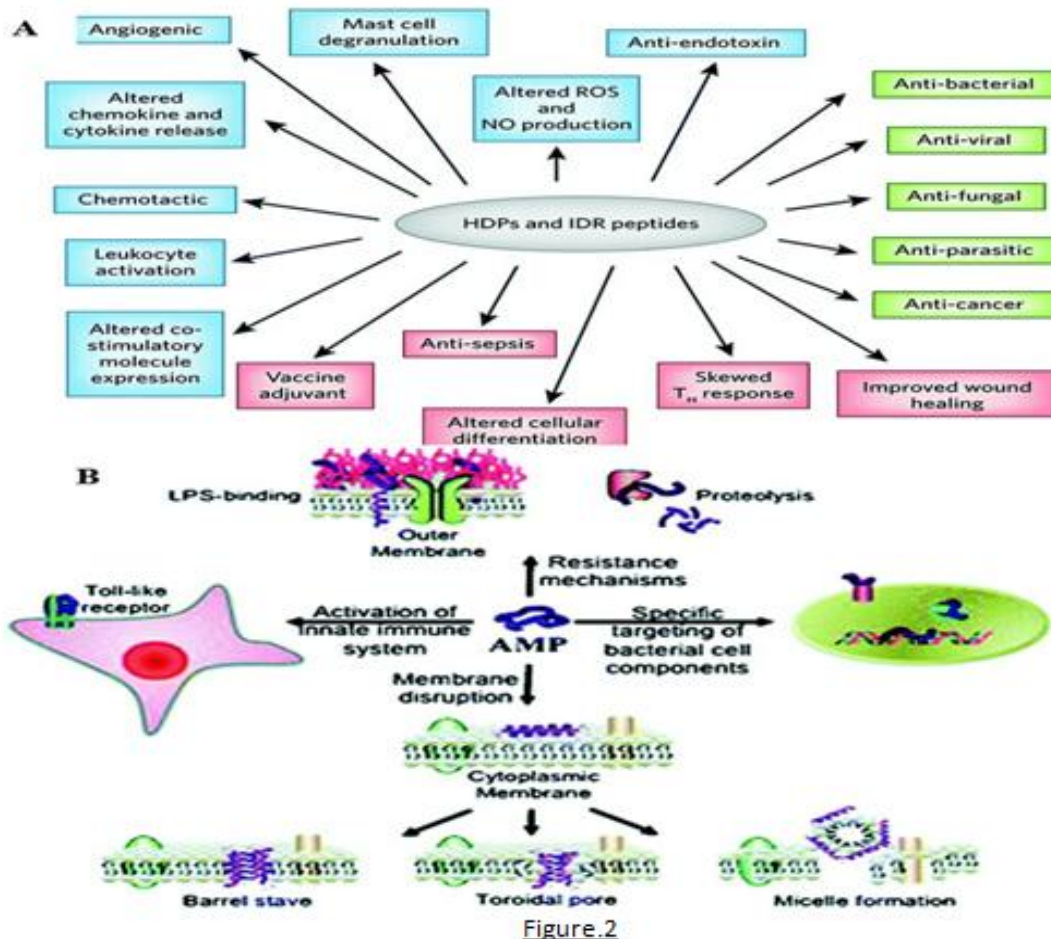 A
Angiogenic
Mast cell
degranulation
Anti-endotoxin
Altered
chemokine and
cytokine release
Altered ROS
and
NO production
Anti-bacterial
Anti-viral
Chemotactic
HDPs and IDR peptides
Anti-fungal
Leukocyte
activation
Anti-parasitic
Anti-cancer
Altered co-
stimulatory
molecule
expression
Vaccine
adjuvant
Anti-sepsis
Altered cellular
differentiation
Skewed
TH response
Improved wound
healing
B
LPS-binding
Outer
Membrane
Proteolysis
Resistance
mechanisms
Toll-like
receptor
Activation of
innate immune
system
AMP
Specific
targeting of
bacterial cell
components
Membrane
disruption
Cytoplasmic
Membrane
Barrel stave
Toroidal pore
Micelle formation
Figure.2